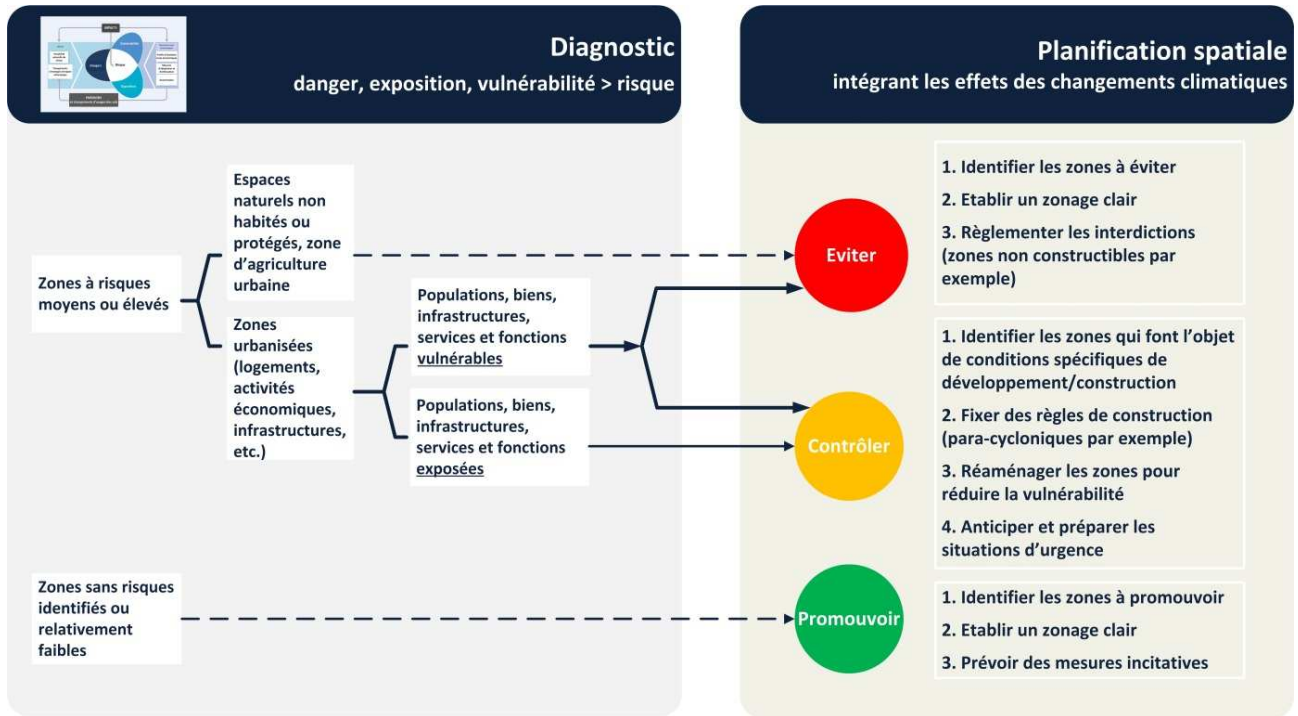 Diagnostic
danger, exposition, vulnérabilité > risque
Planification spatiale
intégrant les effets des changements climatiques
Zones à risques
moyens ou élevés
Espaces
naturels non
habités ou
protégés, zone
d'agriculture
urbaine
Zones
urbanisées
(logements,
activités
économiques,
infrastructures,
etc.)
Populations, biens,
infrastructures,
services et fonctions
vulnérables
Populations, biens,
infrastructures,
services et fonctions
exposées
Zones sans risques
identifiés ou
relativement
faibles
Eviter
1. Identifier les zones à éviter
2. Etablir un zonage clair
3. Règlementer les interdictions
(zones non constructibles par
exemple)
Contrôler
1. Identifier les zones qui font l'objet
de conditions spécifiques de
développement/construction
2. Fixer des règles de construction
(para-cycloniques par exemple)
3. Réaménager les zones pour
réduire la vulnérabilité
4. Anticiper et préparer les
situations d'urgence
Promouvoir
1. Identifier les zones à promouvoir
2. Etablir un zonage clair
3. Prévoir des mesures incitatives